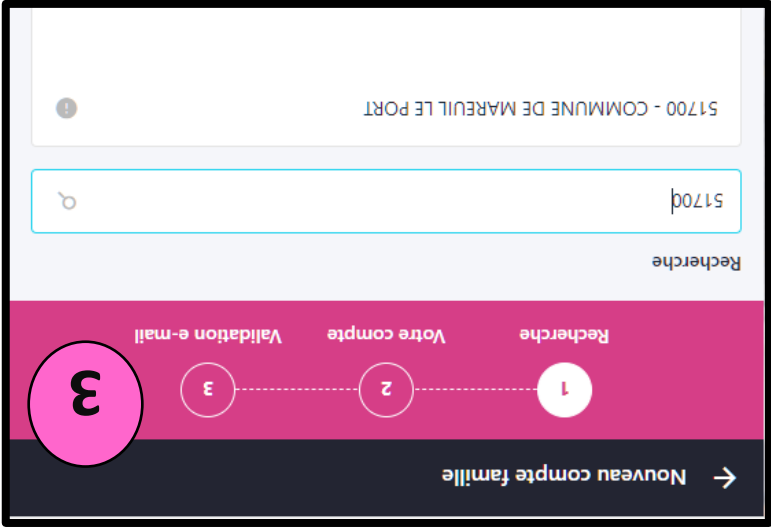 Nouveau compte famille
1 2 3
Recherche Votre compte Validation e-mail
3
Recherche
51700
51700 - COMMUNE DE MAREUIL LE PORT